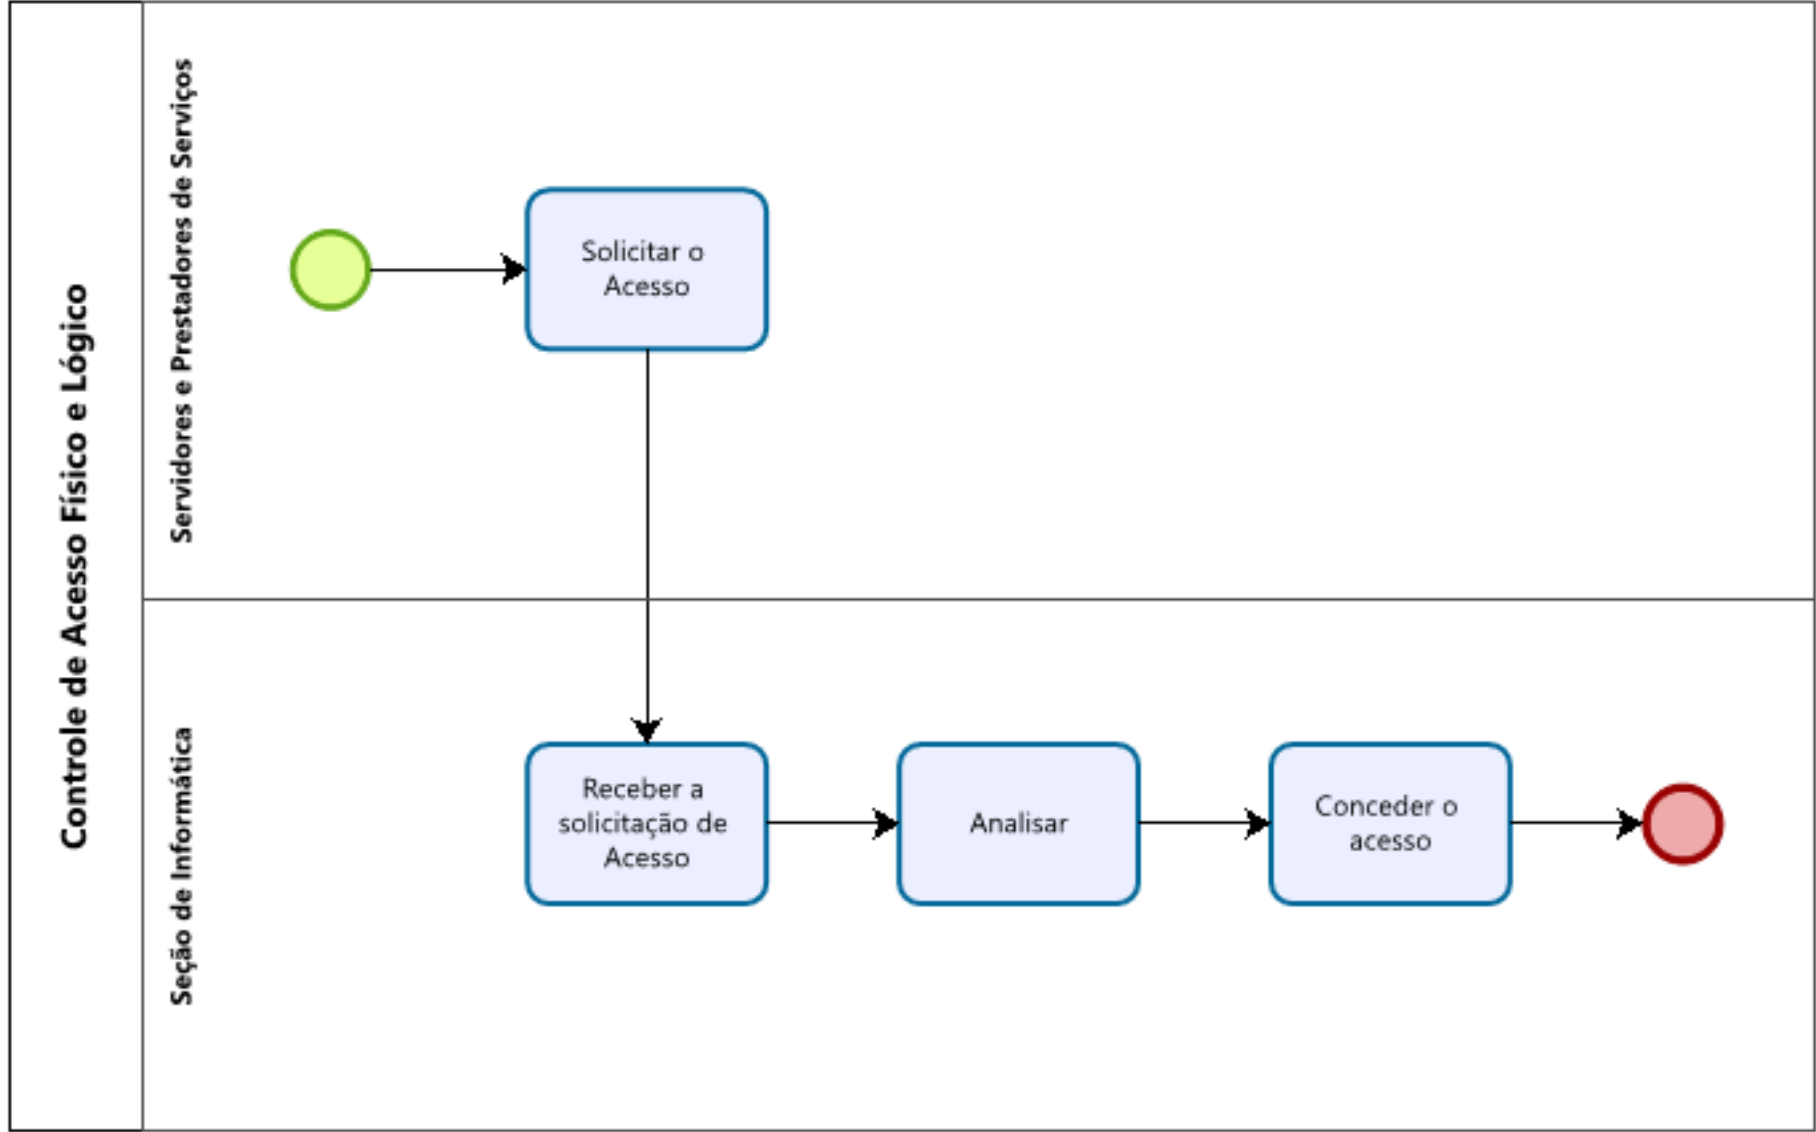 Controle de Acesso Físico e Lógico
Servidores e Prestadores de Serviços
Solicitar o
Acesso
Seção de Informática
Receber a
solicitação de
Acesso
Analisar
Conceder o
acesso